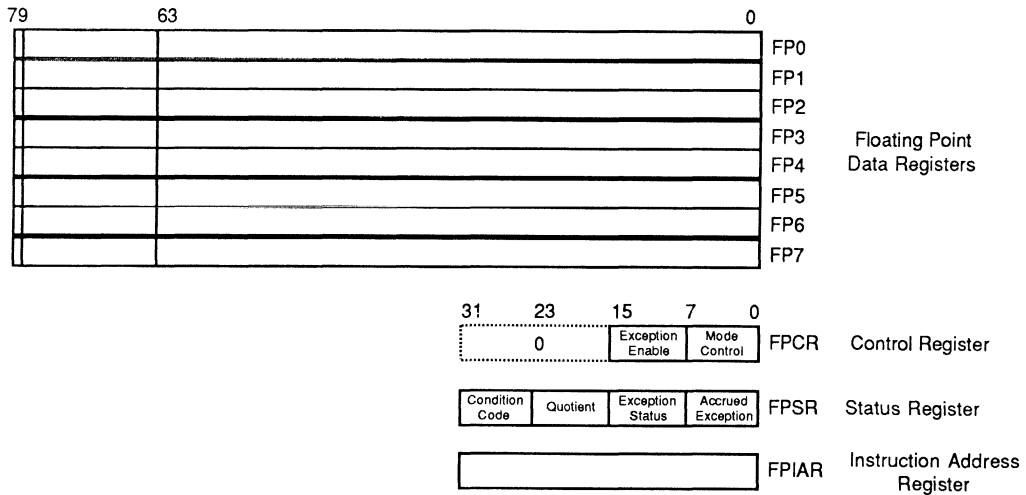 79 63 0
FP0
FP1
FP2
FP3
FP4
FP5
FP6
FP7
Floating Point
Data Registers
31 23 15 7 0
0
Exception
Enable
Mode
Control
FPCR
Control Register
Condition
Code
Quotient
Exception
Status
Accrued
Exception
FPSR
Status Register
FPIAR
Instruction Address
Register